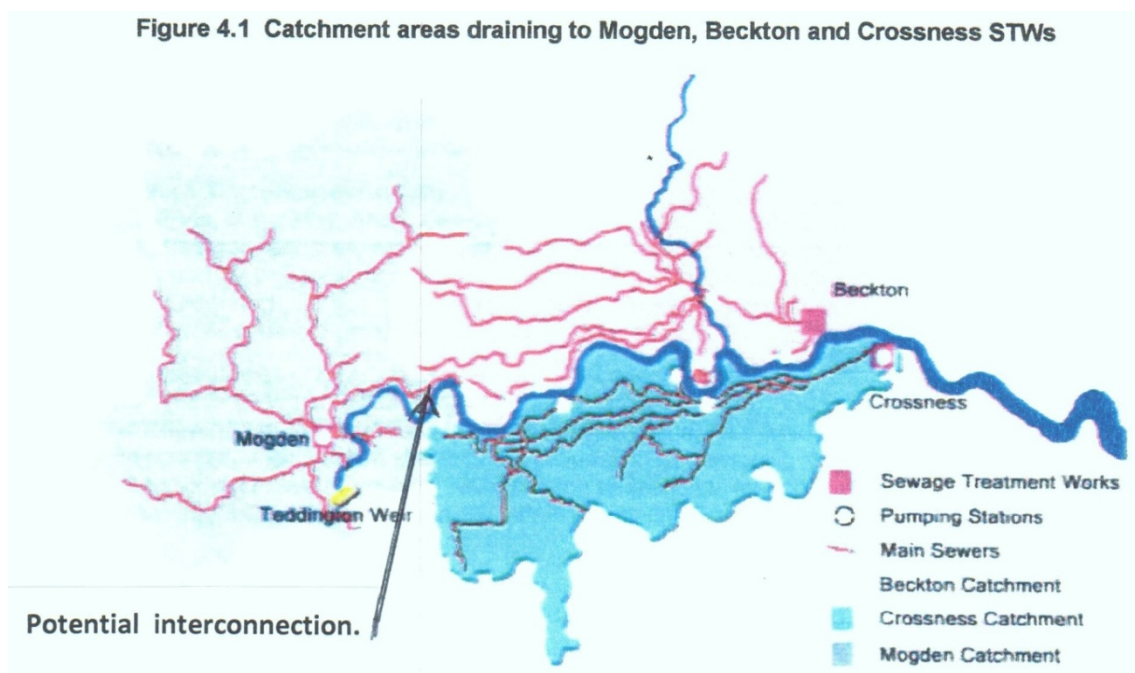 Figure 4.1 Catchment areas draining to Mogden, Beckton and Crossness STWs
Beckton
Crossness
Mogden
Teddington Weir
Sewage Treatment Works
Pumping Stations
Main Sewers
Beckton Catchment
Crossness Catchment
Mogden Catchment
Potential interconnection.